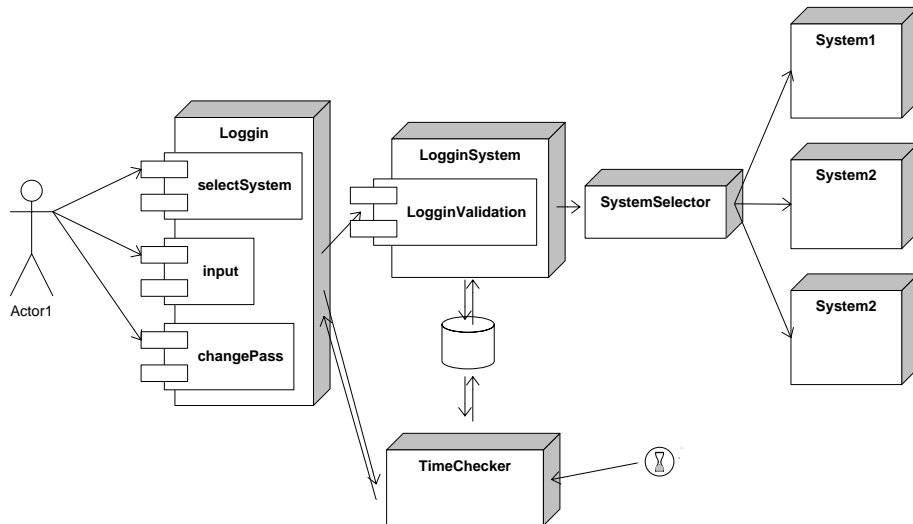 System1
Loggin
LogginSystem
selectSystem
System2
SystemSelector
LogginValidation
input
Actor1
System2
changePass
TimeChecker